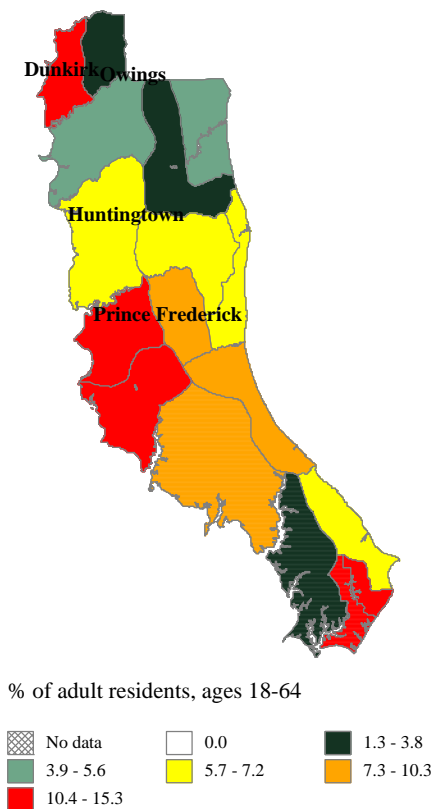 Dunkirk
Owings
Huntingtown
Prince Frederick
% of adult residents, ages 18-64
No data
0.0
1.3 - 3.8
3.9 - 5.6
5.7 - 7.2
7.3 - 10.3
10.4 - 15.3